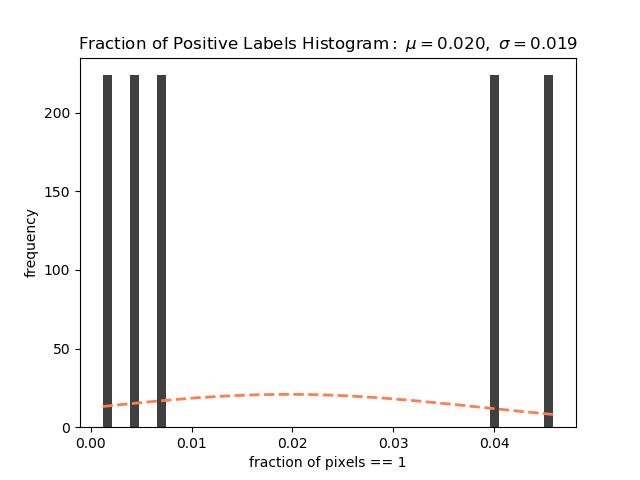 Fraction of Positive Labels Histogram : μ = 0.020, σ = 0.019
frequency
200
150
100
50
0
0.00 0.01 0.02 0.03 0.04
fraction of pixels == 1